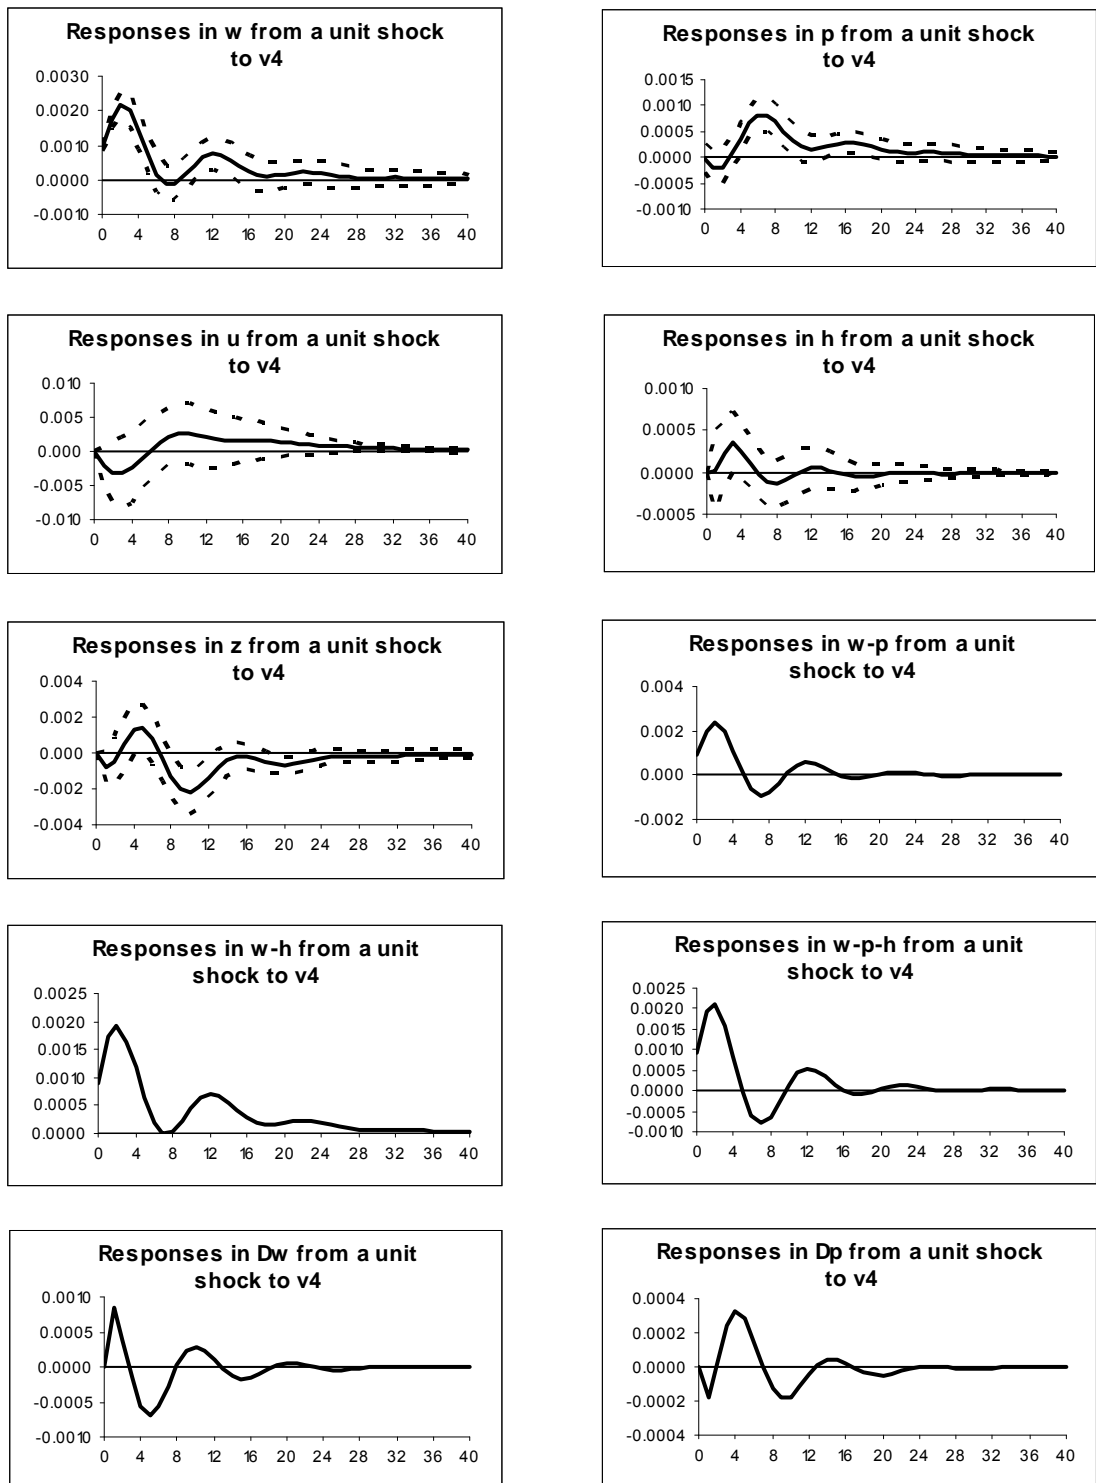 Responses in w from a unit shock
to v4
0.0030
0.0020
0.0010
0.0000
-0.0010
0 4 8 12 16 20 24 28 32 36 40
Responses in p from a unit shock
to v4
0.0015
0.0010
0.0005
0.0000
-0.0005
-0.0010
0 4 8 12 16 20 24 28 32 36 40
Responses in u from a unit shock
to v4
0.010
0.005
0.000
-0.005
-0.010
0 4 8 12 16 20 24 28 32 36 40
Responses in h from a unit shock
to v4
0.0010
0.0005
0.0000
-0.0005
0 4 8 12 16 20 24 28 32 36 40
Responses in z from a unit shock
to v4
0.004
0.002
0.000
-0.002
-0.004
0 4 8 12 16 20 24 28 32 36 40
Responses in w-p from a unit
shock to v4
0.004
0.002
0.000
-0.002
0 4 8 12 16 20 24 28 32 36 40
Responses in w-h from a unit
shock to v4
0.0025
0.0020
0.0015
0.0010
0.0005
0.0000
0 4 8 12 16 20 24 28 32 36 40
Responses in w-p-h from a unit
shock to v4
0.0025
0.0020
0.0015
0.0010
0.0005
0.0000
-0.0005
-0.0010
0 4 8 12 16 20 24 28 32 36 40
Responses in Dw from a unit
shock to v4
0.0010
0.0005
0.0000
-0.0005
-0.0010
0 4 8 12 16 20 24 28 32 36 40
Responses in Dp from a unit shock
to v4
0.0004
0.0002
0.0000
-0.0002
-0.0004
0 4 8 12 16 20 24 28 32 36 40